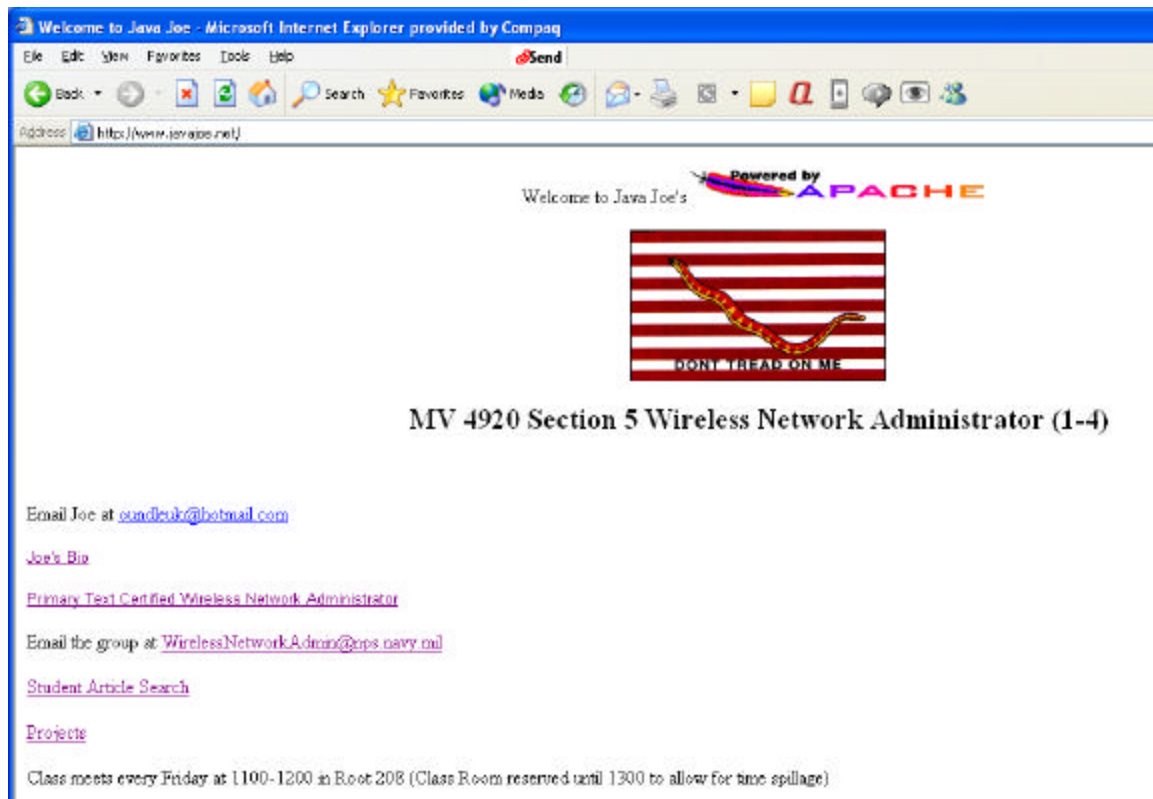 Welcome to Java Joe - Microsoft Internet Explorer provided by Compaq
File Edit View Favorites Tools Help Send
Back Search Favorites Media
Address http://www.javajoe.net/
Powered by
APACHE
Welcome to Java Joe's
DONT TREAD ON ME
MV 4920 Section 5 Wireless Network Administrator (1-4)
Email Joe at oundleuk@hotmail.com
Joe's Bio
Primary Text Certified Wireless Network Administrator
Email the group at WirelessNetworkAdmin@nps.navy.mil
Student Article Search
Projects
Class meets every Friday at 1100-1200 in Root 208 (Class Room reserved until 1300 to allow for time spillage)